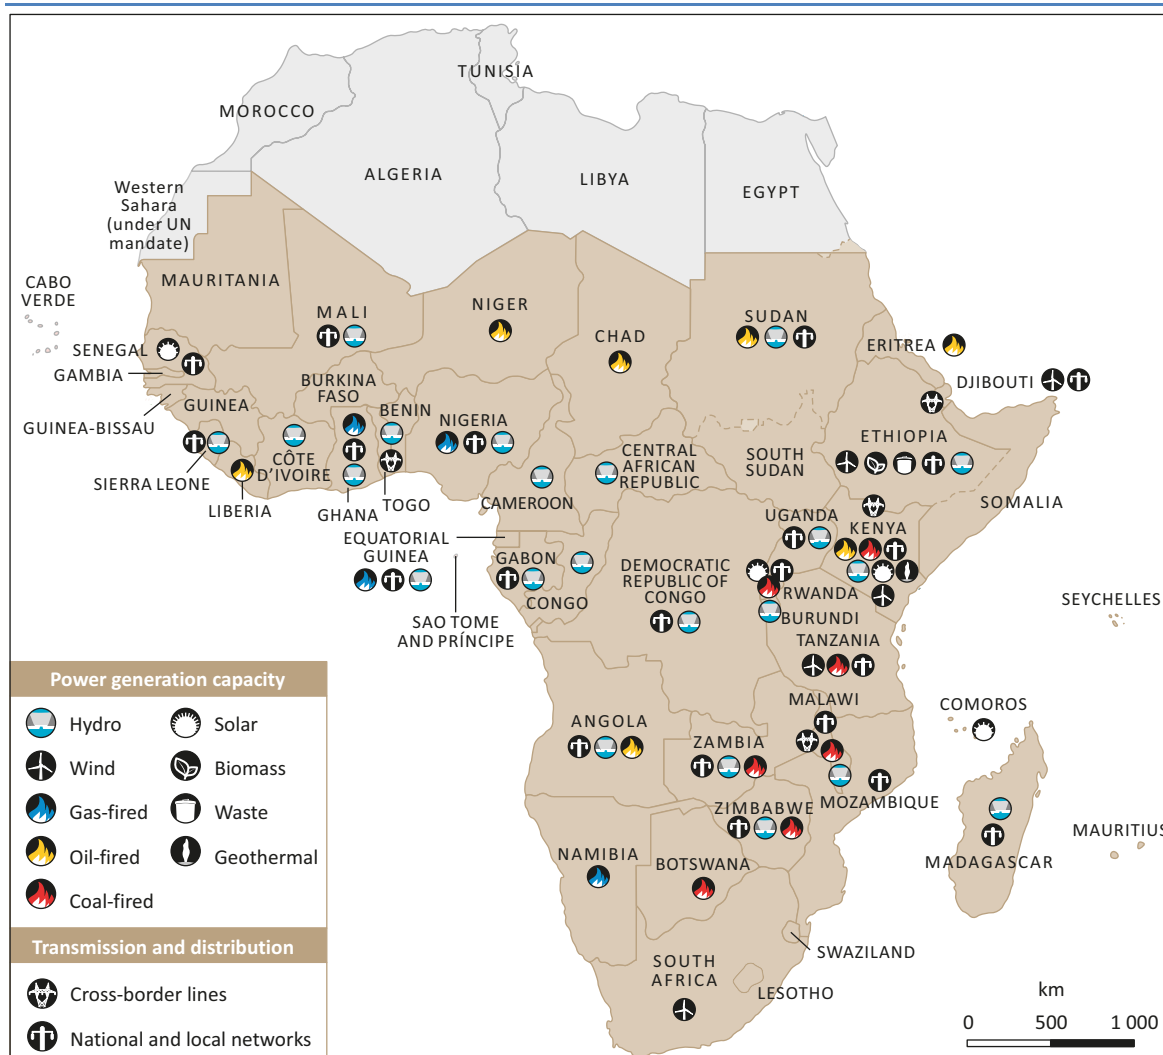 TUNISIA
MOROCCO
ALGERIA
LIBYA
EGYPT
Western
Sahara
(under UN
mandate)
CABO
VERDE
MAURITANIA
MALI
NIGER
CHAD
SUDAN
ERITREA
SENEGAL
GAMBIA
DJIBOUTI
GUINEA-BISSAU
GUINEA
BURKINA
FASO
BENIN
NIGERIA
ETHIOPIA
CÔTE
D'IVOIRE
CENTRAL
AFRICAN
REPUBLIC
SOUTH
SUDAN
SIERRA LEONE
LIBERIA
GHANA
TOGO
CAMEROON
SOMALIA
UGANDA
KENYA
EQUATORIAL
GUINEA
GABON
CONGO
DEMOCRATIC
REPUBLIC OF
CONGO
RWANDA
BURUNDI
SAO TOME
AND PRÍNCIPE
SEYCHELLES
TANZANIA
MALAWI
COMOROS
ANGOLA
ZAMBIA
MOZAMBIQUE
ZIMBABWE
MAURITIUS
MADAGASCAR
NAMIBIA
BOTSWANA
SWAZILAND
SOUTH
AFRICA
LESOTHO
Power generation capacity
Hydro
Solar
Wind
Biomass
Gas-fired
Waste
Oil-fired
Geothermal
Coal-fired
Transmission and distribution
Cross-border lines
National and local networks
km
0 500 1 000